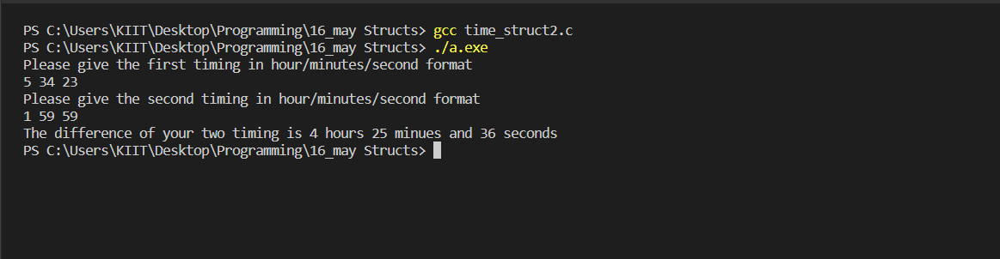 PS C:\Users\KIIT\Desktop\Programming\16_may Structs> gcc time_struct2.c
PS C:\Users\KIIT\Desktop\Programming\16_may Structs> ./a.exe
Please give the first timing in hour/minutes/second format
5 34 23
Please give the second timing in hour/minutes/second format
1 59 59
The difference of your two timing is 4 hours 25 minues and 36 seconds
PS C:\Users\KIIT\Desktop\Programming\16_may Structs>